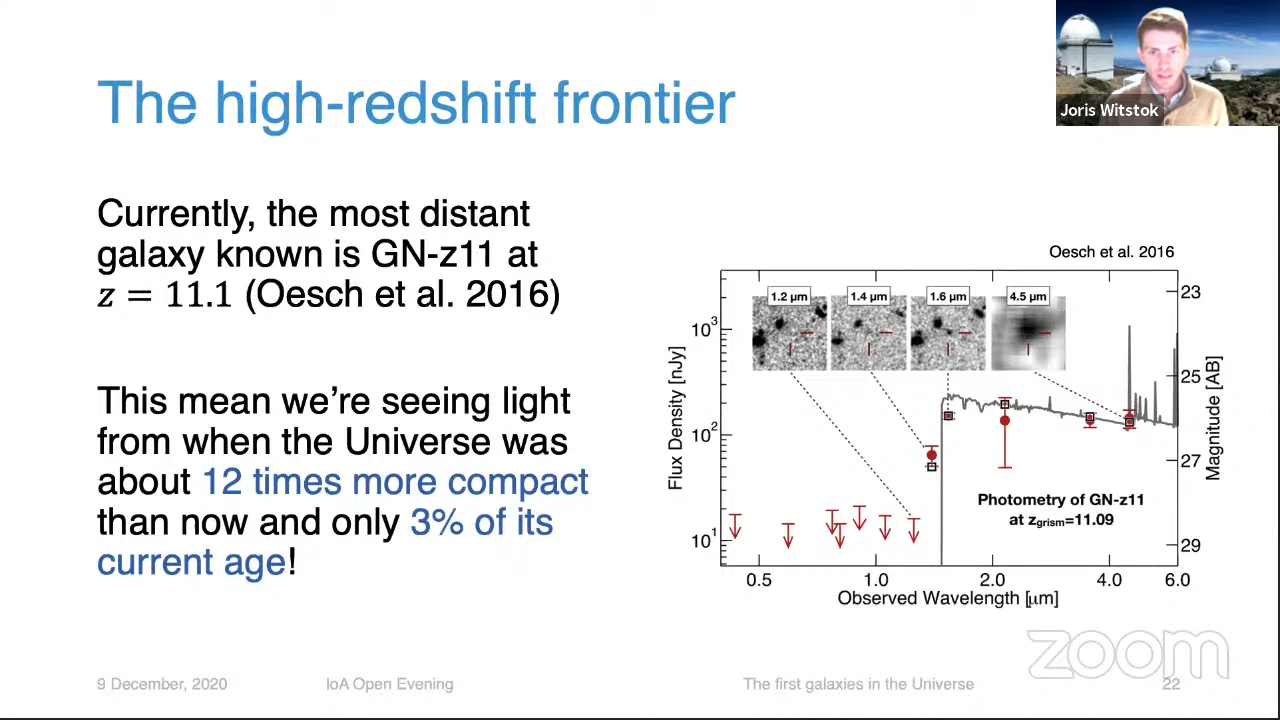 The high-redshift frontier
Joris Witstok
Currently, the most distant
galaxy known is GN-z11 at
z = 11.1 (Oesch et al. 2016)
This mean we’re seeing light
from when the Universe was
about 12 times more compact
than now and only 3% of its
current age!
Oesch et al. 2016
1.2 μm
1.4 μm
1.6 μm
4.5 μm
10³
10²
10¹
Flux Density [nJy]
23
25
27
29
Magnitude [AB]
Photometry of GN-z11
at zgrism=11.09
0.5 1.0 2.0 4.0 6.0
Observed Wavelength [μm]
zoom
9 December, 2020 IoA Open Evening The first galaxies in the Universe 22